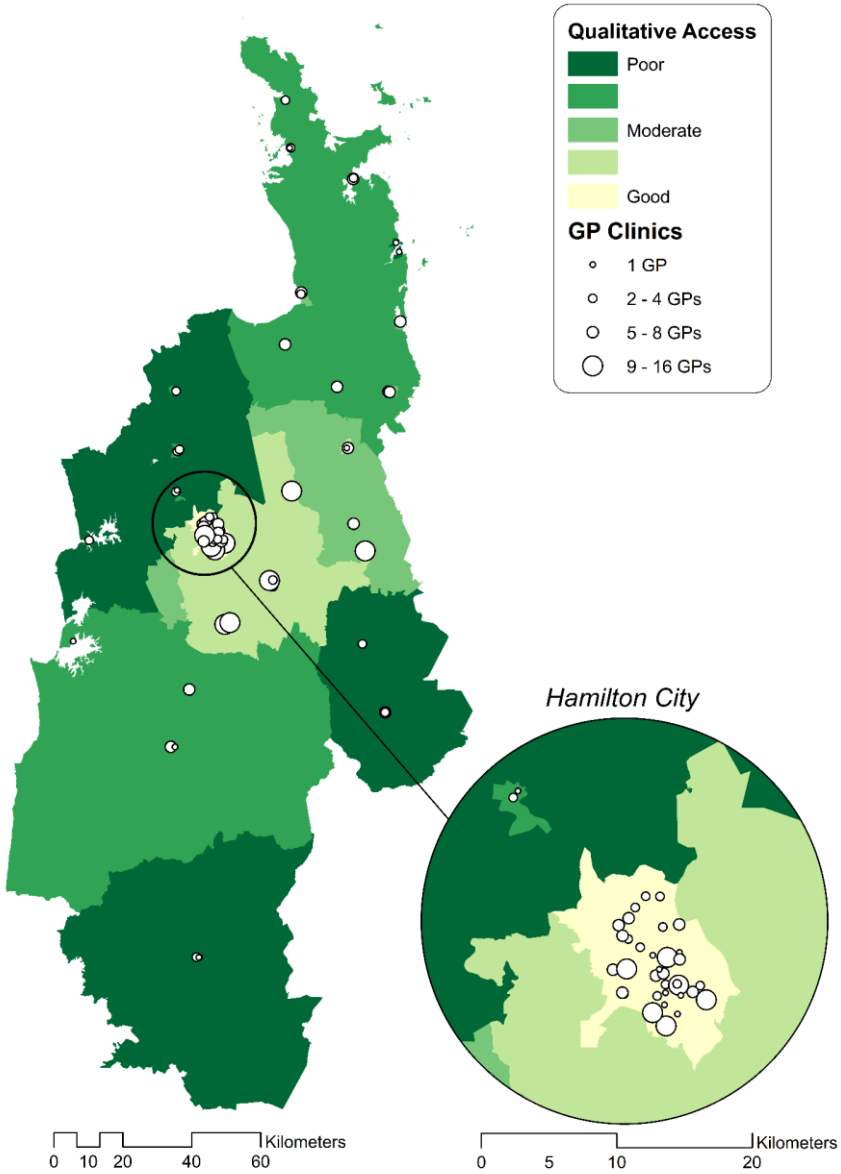 Qualitative Access
Poor
Moderate
Good
GP Clinics
1 GP
2 - 4 GPs
5 - 8 GPs
9 - 16 GPs
Hamilton City
Kilometers
0 10 20 40 60
Kilometers
0 5 10 20